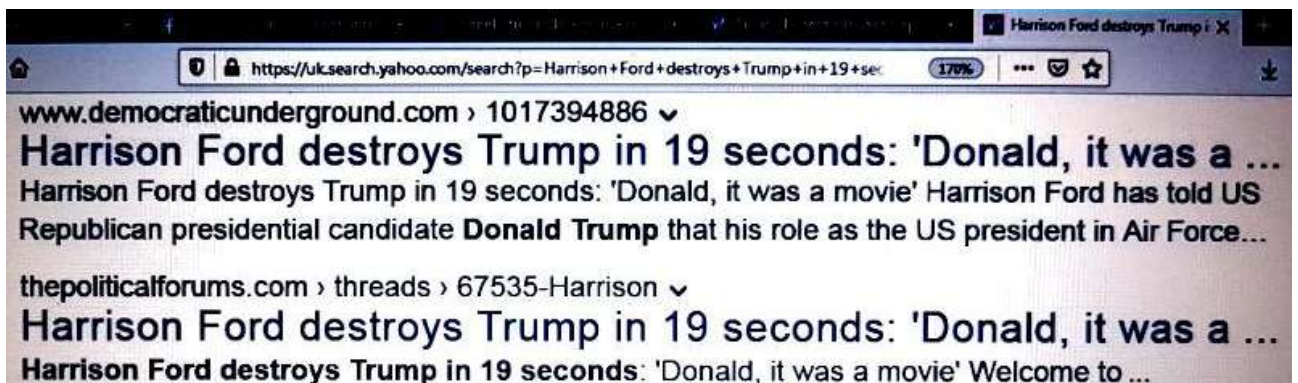 Harrison Ford destroys Trump i
https://uk.search.yahoo.com/search?p=Harrison+Ford+destroys+Trump+in+19+sec 170%
www.democraticunderground.com › 1017394886
Harrison Ford destroys Trump in 19 seconds: 'Donald, it was a ...
Harrison Ford destroys Trump in 19 seconds: 'Donald, it was a movie' Harrison Ford has told US
Republican presidential candidate Donald Trump that his role as the US president in Air Force...
thepoliticalforums.com › threads › 67535-Harrison
Harrison Ford destroys Trump in 19 seconds: 'Donald, it was a ...
Harrison Ford destroys Trump in 19 seconds: 'Donald, it was a movie' Welcome to ...